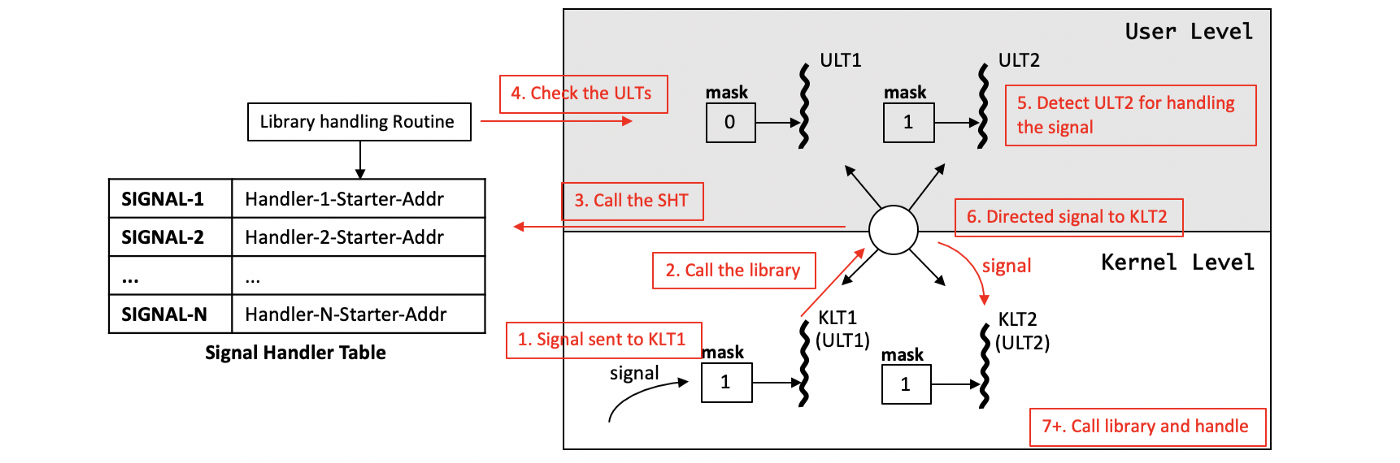 User Level
ULT1
ULT2
4. Check the ULTs
mask
0
mask
1
5. Detect ULT2 for handling
the signal
Library handling Routine
SIGNAL-1 Handler-1-Starter-Addr
SIGNAL-2 Handler-2-Starter-Addr
... ...
SIGNAL-N Handler-N-Starter-Addr
Signal Handler Table
3. Call the SHT
6. Directed signal to KLT2
Kernel Level
2. Call the library
signal
1. Signal sent to KLT1
KLT1
(ULT1)
KLT2
(ULT2)
mask
1
mask
1
signal
7+. Call library and handle